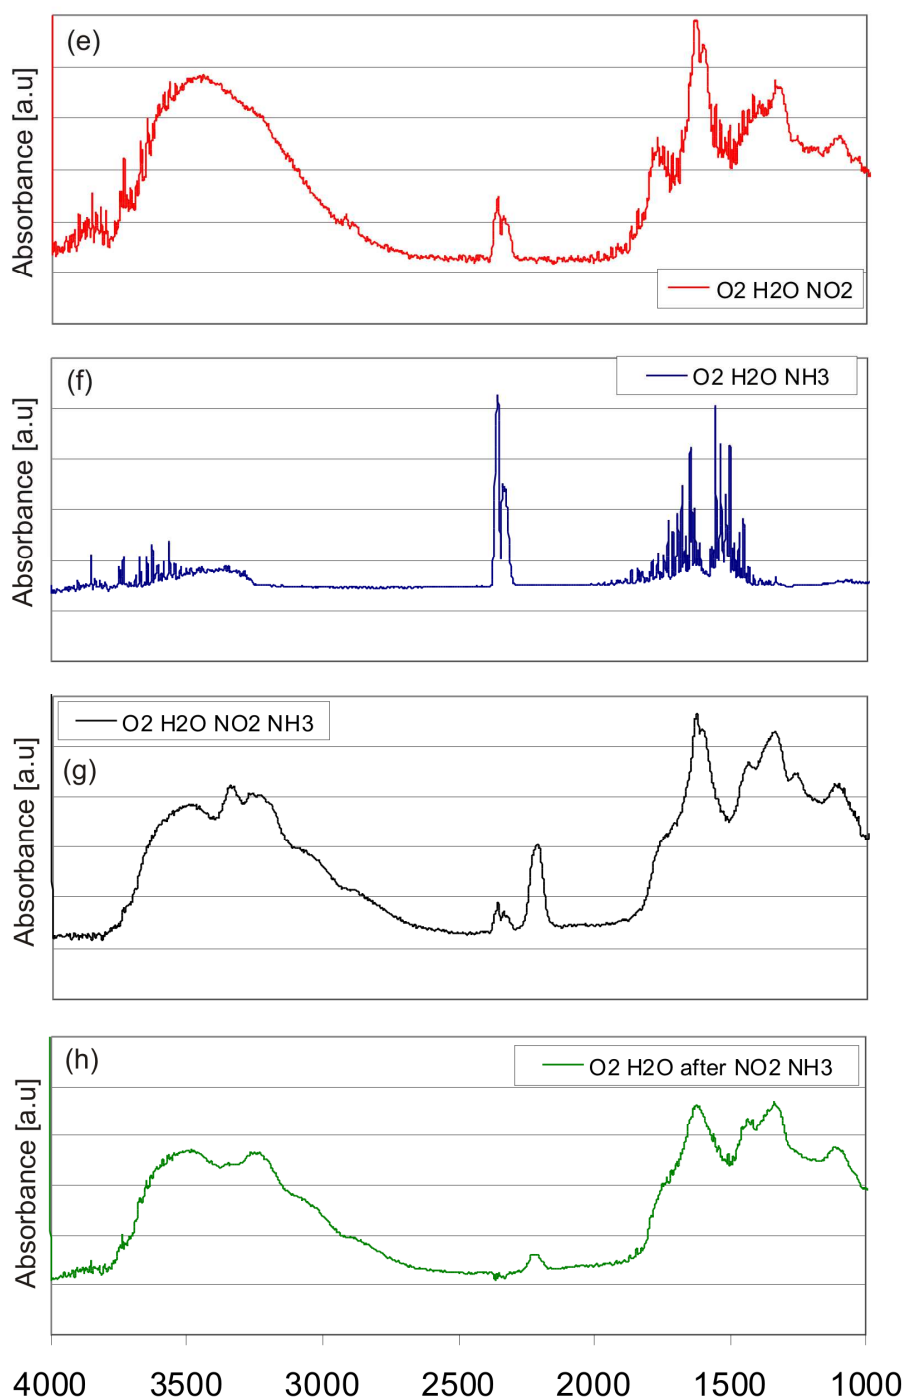 (e)
Absorbance [a.u]
O2 H2O NO2
(f)
O2 H2O NH3
Absorbance [a.u]
O2 H2O NO2 NH3
(g)
Absorbance [a.u]
(h)
O2 H2O after NO2 NH3
Absorbance [a.u]
4000 3500 3000 2500 2000 1500 1000